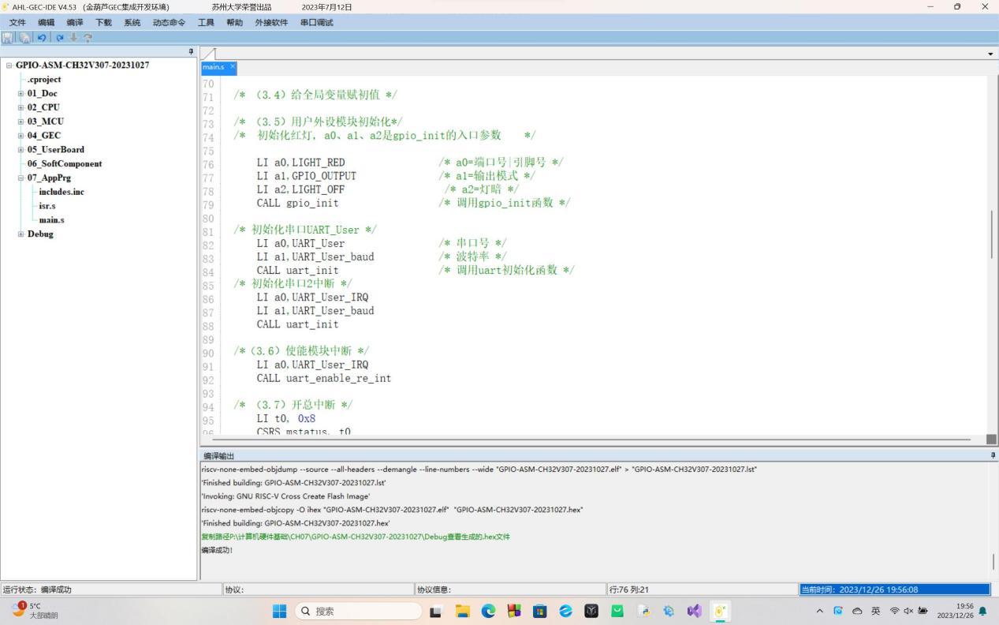 AHL-GEC-IDE V4.53 (金葫芦GEC集成开发环境) 苏州大学荣誉出品 2023年7月12日
文件 编辑 编译 下载 系统 动态命令 工具 帮助 外接软件 串口调试
GPIO-ASM-CH32V307-20231027
.cproject
01_Doc
02_CPU
03_MCU
04_GEC
05_UserBoard
06_SoftComponent
07_AppPrg
includes.inc
isr.s
main.s
Debug
main.s
70
71 /* （3.4）给全局变量赋初值 */
72
73 /* （3.5）用户外设模块初始化*/
74 /* 初始化红灯, a0、a1、a2是gpio_init的入口参数 */
75
76 LI a0,LIGHT_RED /* a0=端口号|引脚号 */
77 LI a1,GPIO_OUTPUT /* a1=输出模式 */
78 LI a2,LIGHT_OFF /* a2=灯暗 */
79 CALL gpio_init /* 调用gpio_init函数 */
80
81 /* 初始化串口UART_User */
82 LI a0,UART_User /* 串口号 */
83 LI a1,UART_User_baud /* 波特率 */
84 CALL uart_init /* 调用uart初始化函数 */
85 /* 初始化串口2中断 */
86 LI a0,UART_User_IRQ
87 LI a1,UART_User_baud
88 CALL uart_init
89
90 /*（3.6）使能模块中断 */
91 LI a0,UART_User_IRQ
92 CALL uart_enable_re_int
93
94 /* （3.7）开总中断 */
95 LI t0, 0x8
96 CSRS mstatus, t0
编译输出
riscv-none-embed-objdump --source --all-headers --demangle --line-numbers --wide "GPIO-ASM-CH32V307-20231027.elf" > "GPIO-ASM-CH32V307-20231027.lst"
'Finished building: GPIO-ASM-CH32V307-20231027.lst'
'Invoking: GNU RISC-V Cross Create Flash Image'
riscv-none-embed-objcopy -O ihex "GPIO-ASM-CH32V307-20231027.elf" "GPIO-ASM-CH32V307-20231027.hex"
'Finished building: GPIO-ASM-CH32V307-20231027.hex'
复制路径P:\计算机硬件基础\CH07\GPIO-ASM-CH32V307-20231027\Debug查看生成的.hex文件
编译成功！
运行状态：编译成功 协议： 协议信息： 行:76 列:21 当前时间：2023/12/26 19:56:08
1 5°C
大部晴朗
搜索
英
19:56
2023/12/26